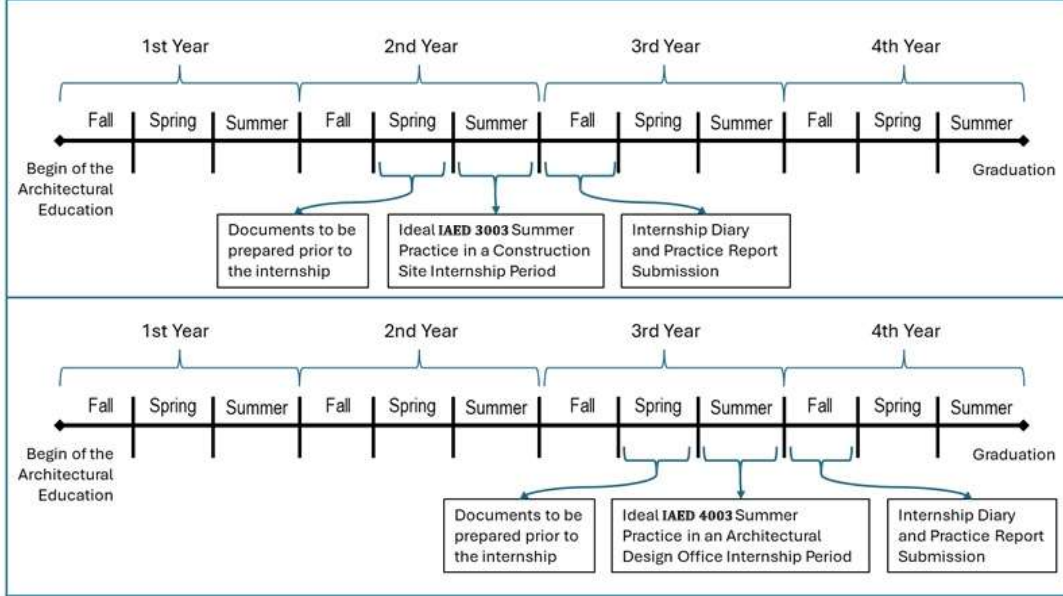 1st Year
2nd Year
3rd Year
4th Year
Fall
Spring
Summer
Fall
Spring
Summer
Fall
Spring
Summer
Fall
Spring
Summer
Begin of the
Architectural
Education
Graduation
Documents to be
prepared prior to
the internship
Ideal IAED 3003 Summer
Practice in a Construction
Site Internship Period
Internship Diary
and Practice Report
Submission
1st Year
2nd Year
3rd Year
4th Year
Fall
Spring
Summer
Fall
Spring
Summer
Fall
Spring
Summer
Fall
Spring
Summer
Begin of the
Architectural
Education
Graduation
Documents to be
prepared prior to
the internship
Ideal IAED 4003 Summer
Practice in an Architectural
Design Office Internship Period
Internship Diary
and Practice Report
Submission